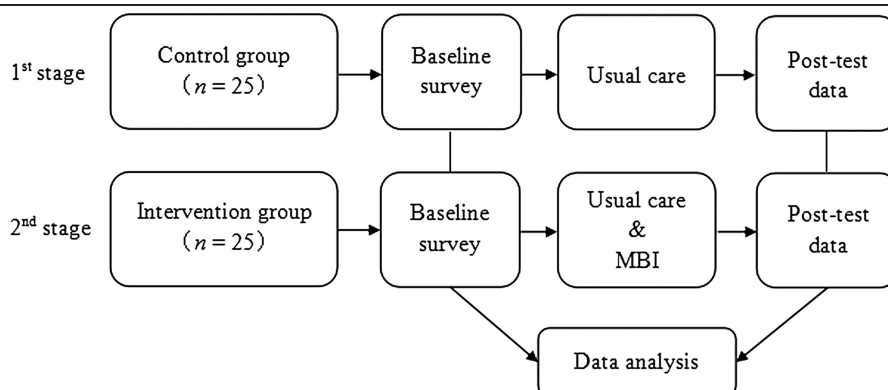 1st stage
Control group
(n = 25)
Baseline
survey
Usual care
Post-test
data
2nd stage
Intervention group
(n = 25)
Baseline
survey
Usual care
&
MBI
Post-test
data
Data analysis